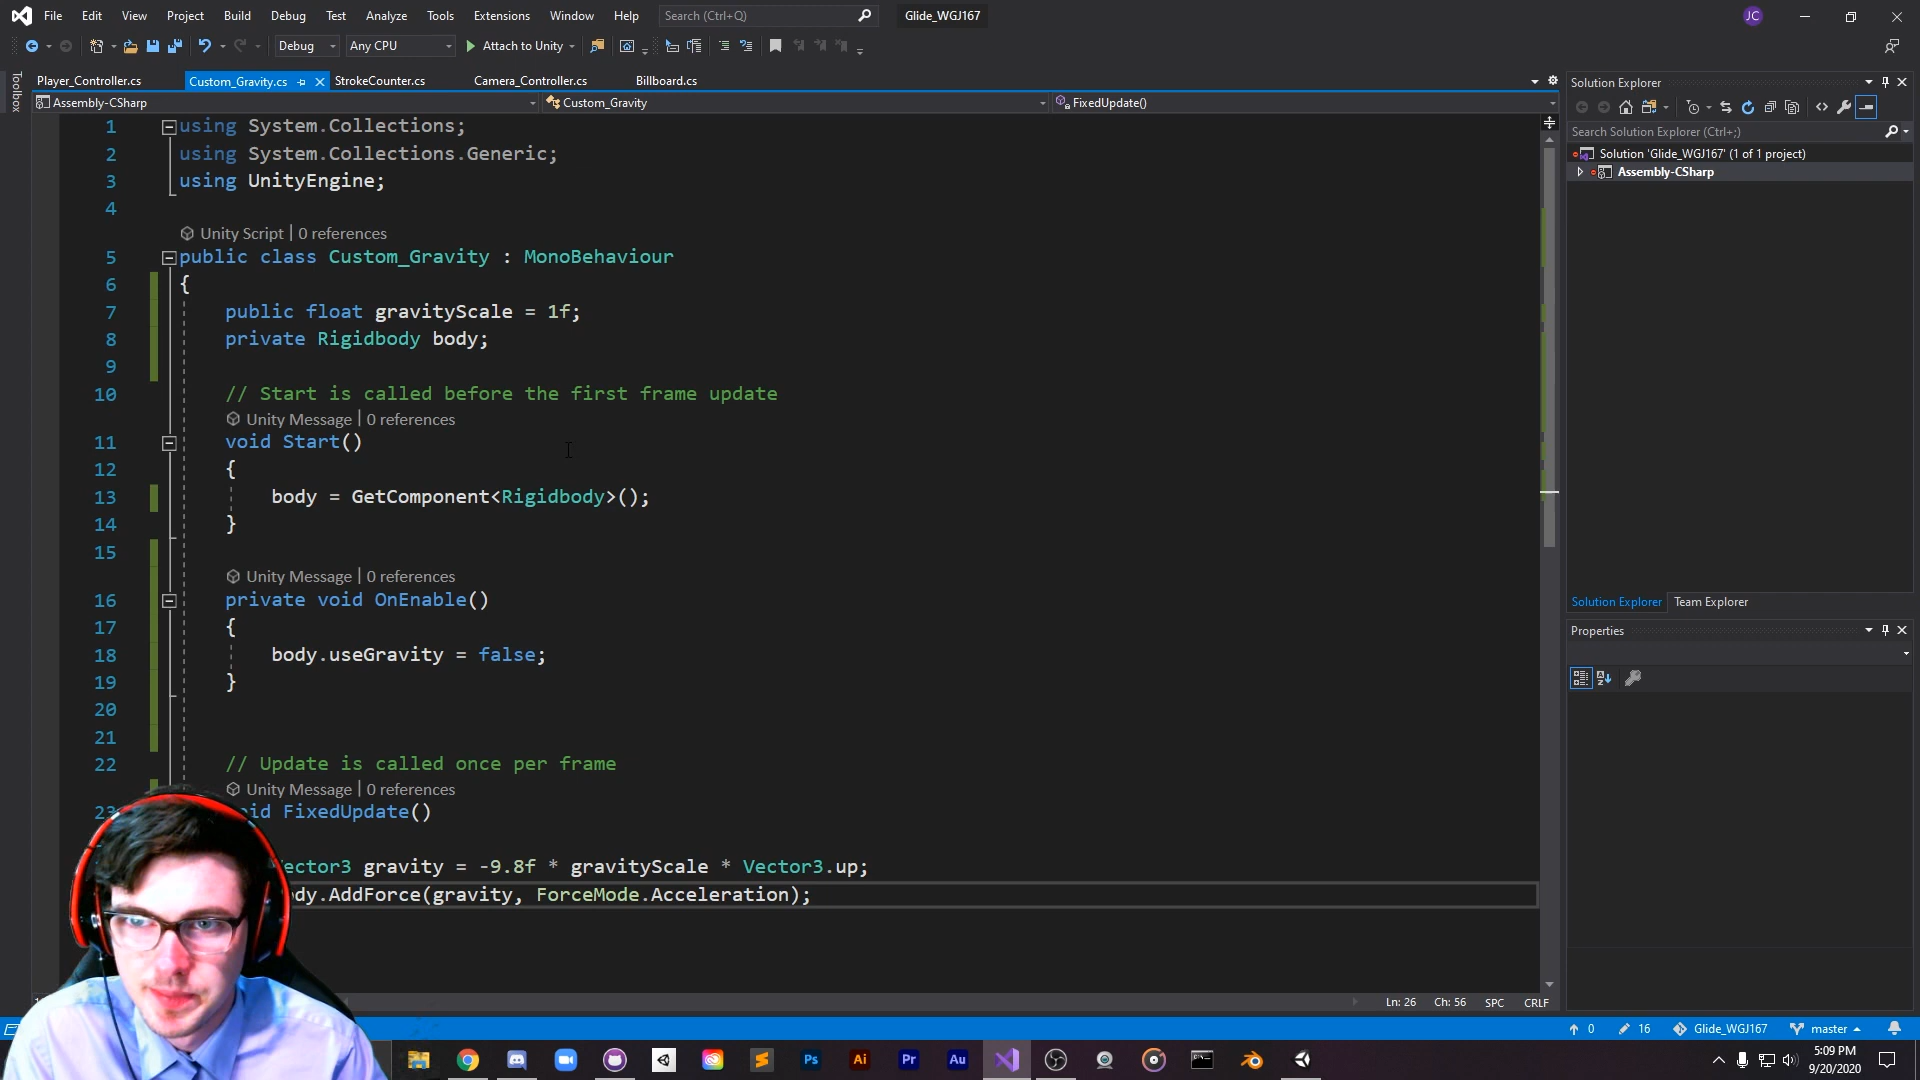 File Edit View Project Build Debug Test Analyze Tools Extensions Window Help Search (Ctrl+Q) Glide_WGJ167 JC
Debug Any CPU Attach to Unity
Toolbox
Player_Controller.cs Custom_Gravity.cs StrokeCounter.cs Camera_Controller.cs Billboard.cs
Assembly-CSharp Custom_Gravity FixedUpdate()
1 using System.Collections;
2 using System.Collections.Generic;
3 using UnityEngine;
4
Unity Script | 0 references
5 public class Custom_Gravity : MonoBehaviour
6 {
7 public float gravityScale = 1f;
8 private Rigidbody body;
9
10 // Start is called before the first frame update
Unity Message | 0 references
11 void Start()
12 {
13 body = GetComponent<Rigidbody>();
14 }
15
Unity Message | 0 references
16 private void OnEnable()
17 {
18 body.useGravity = false;
19 }
20
21
22 // Update is called once per frame
Unity Message | 0 references
FixedUpdate()
gravity = -9.8f * gravityScale * Vector3.up;
.AddForce(gravity, ForceMode.Acceleration);
Ln: 26 Ch: 56 SPC CRLF
Solution Explorer
Search Solution Explorer (Ctrl+;)
Solution 'Glide_WGJ167' (1 of 1 project)
Assembly-CSharp
Solution Explorer Team Explorer
Properties
0 16 Glide_WGJ167 master
Ps Ai Pr Au
5:09 PM
9/20/2020